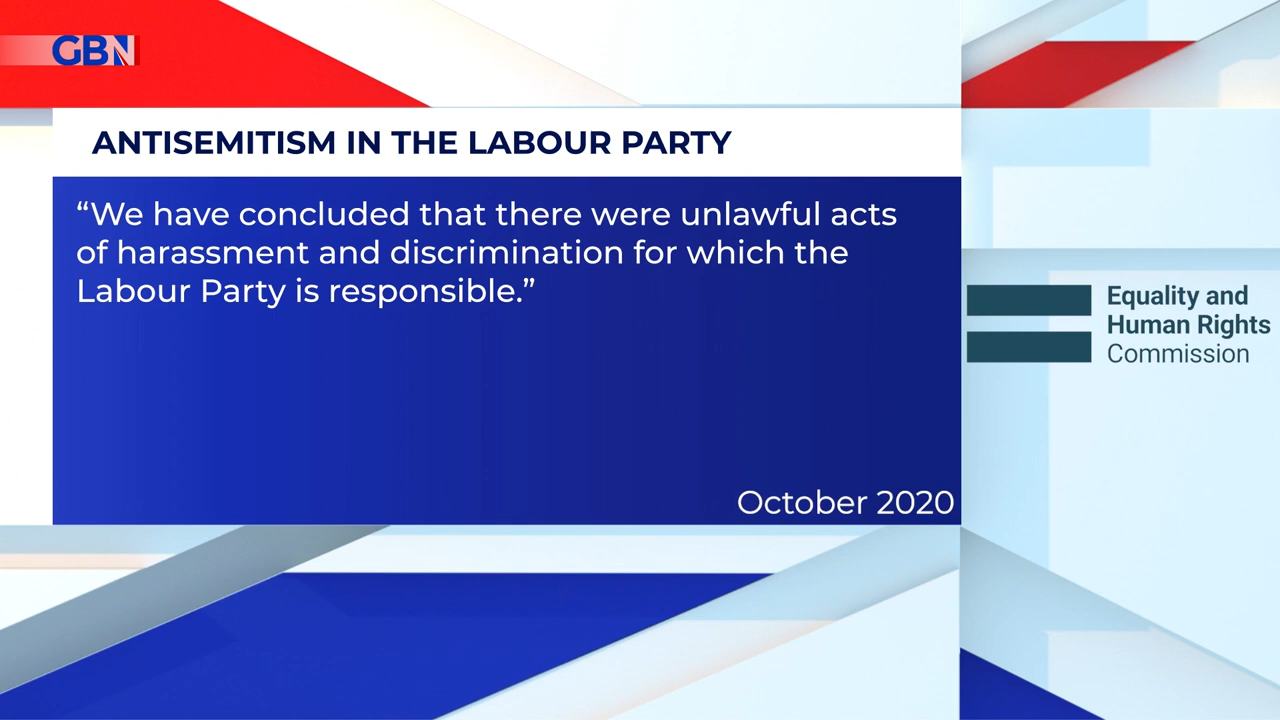 GBN
ANTISEMITISM IN THE LABOUR PARTY
“We have concluded that there were unlawful acts
of harassment and discrimination for which the
Labour Party is responsible.”
October 2020
Equality and
Human Rights
Commission